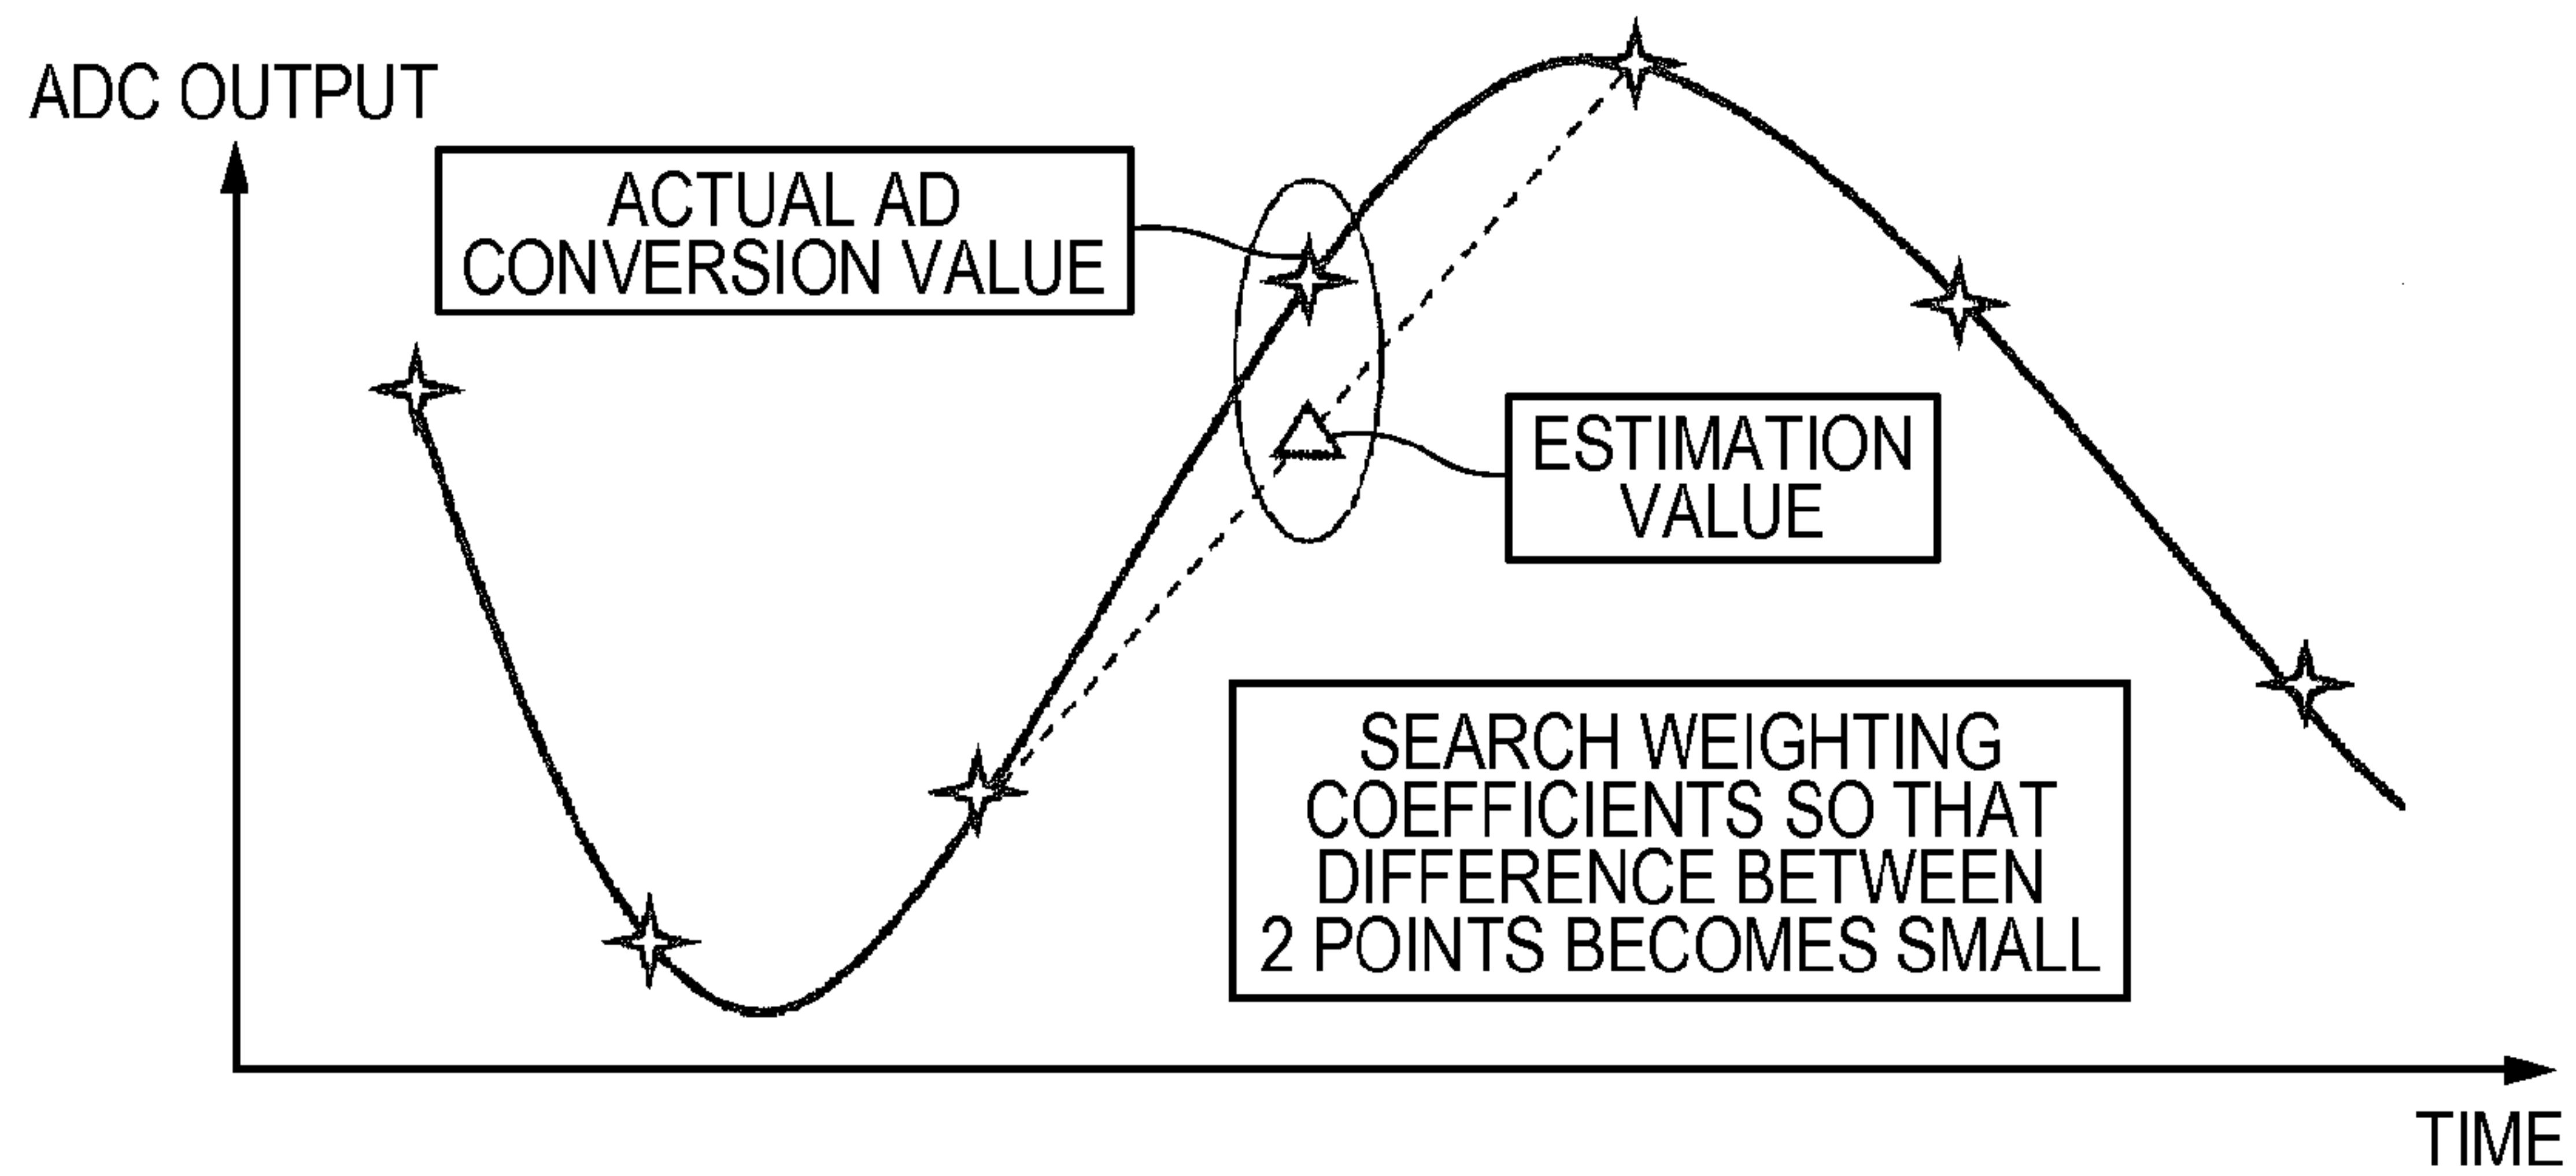 ADC OUTPUT
ACTUAL AD
CONVERSION VALUE
ESTIMATION
VALUE
SEARCH WEIGHTING
COEFFICIENTS SO THAT
DIFFERENCE BETWEEN
2 POINTS BECOMES SMALL
TIME